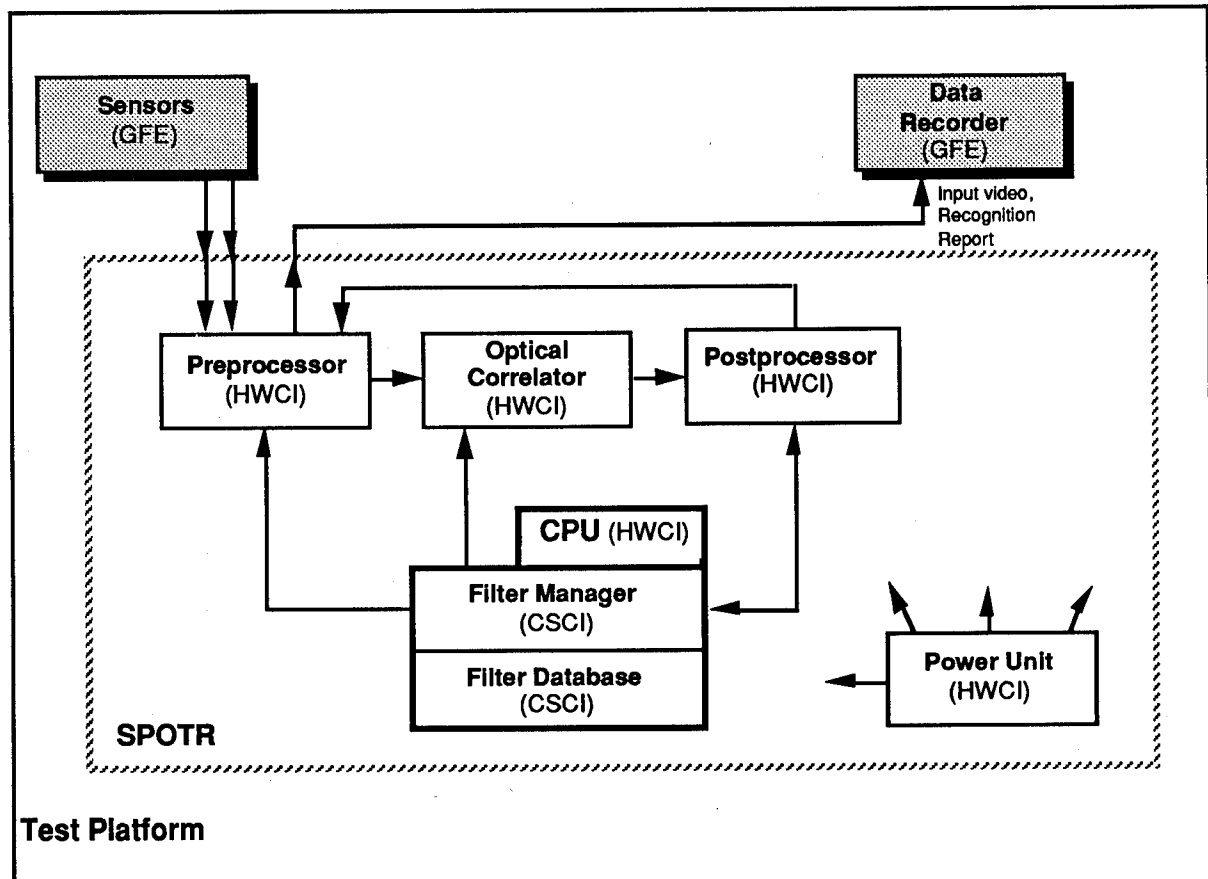 Sensors
(GFE)
Data
Recorder
(GFE)
Input video,
Recognition
Report
Preprocessor
(HWCI)
Optical
Correlator
(HWCI)
Postprocessor
(HWCI)
CPU (HWCI)
Filter Manager
(CSCI)
Filter Database
(CSCI)
Power Unit
(HWCI)
SPOTR
Test Platform